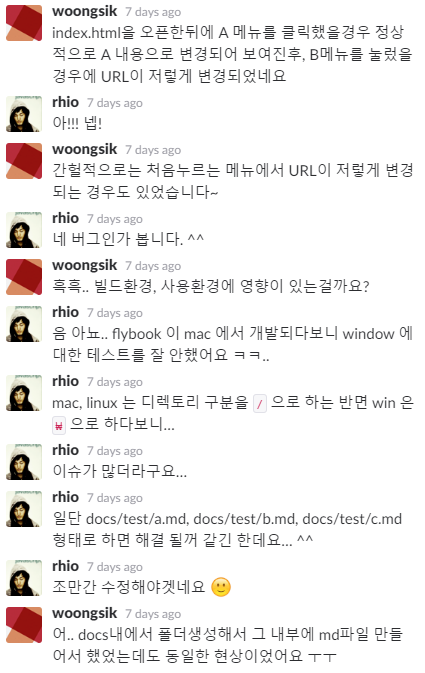 woongsik 7 days ago
index.html을 오픈한뒤에 A 메뉴를 클릭했을경우 정상
적으로 A 내용으로 변경되어 보여진후, B메뉴를 눌렀을
경우에 URL이 저렇게 변경되었네요
rhio 7 days ago
아!!! 넵!
woongsik 7 days ago
간헐적으로는 처음누르는 메뉴에서 URL이 저렇게 변경
되는 경우도 있었습니다~
rhio 7 days ago
네 버그인가 봅니다. ^^
woongsik 7 days ago
흑흑.. 빌드환경, 사용환경에 영향이 있는걸까요?
rhio 7 days ago
음 아뇨.. flybook 이 mac 에서 개발되다보니 window 에
대한 테스트를 잘 안했어요 ㅋㅋ..
rhio 7 days ago
mac, linux 는 디렉토리 구분을 / 으로 하는 반면 win 은
₩ 으로 하다보니...
rhio 7 days ago
이슈가 많더라구요...
rhio 7 days ago
일단 docs/test/a.md, docs/test/b.md, docs/test/c.md
형태로 하면 해결 될꺼 같긴 한데요... ^^
rhio 7 days ago
조만간 수정해야겟네요 🙂
woongsik 7 days ago
어.. docs내에서 폴더생성해서 그 내부에 md파일 만들
어서 했었는데도 동일한 현상이었어요 ㅜㅜ